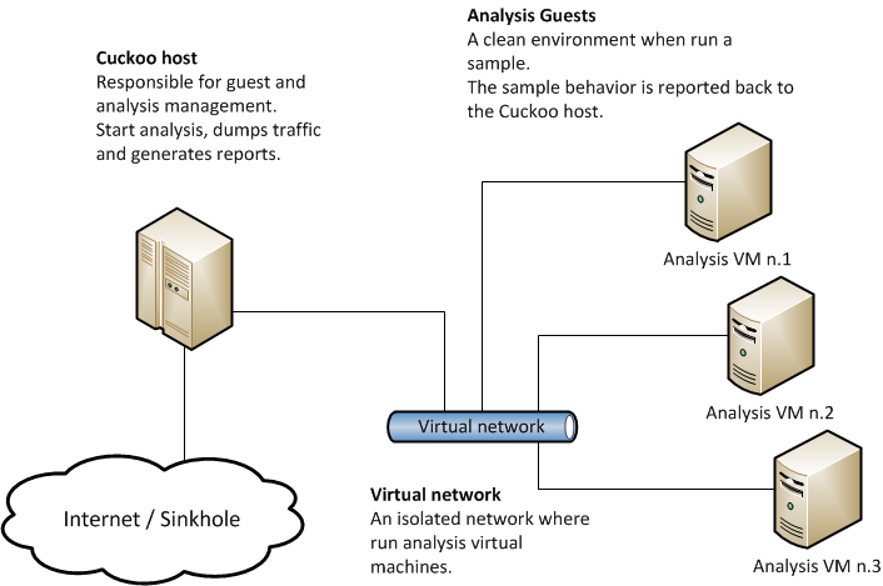 Cuckoo host
Responsible for guest and
analysis management.
Start analysis, dumps traffic
and generates reports.
Analysis Guests
A clean environment when run a
sample.
The sample behavior is reported back to
the Cuckoo host.
Analysis VM n.1
Analysis VM n.2
Virtual network
Analysis VM n.3
Internet / Sinkhole
Virtual network
An isolated network where
run analysis virtual
machines.